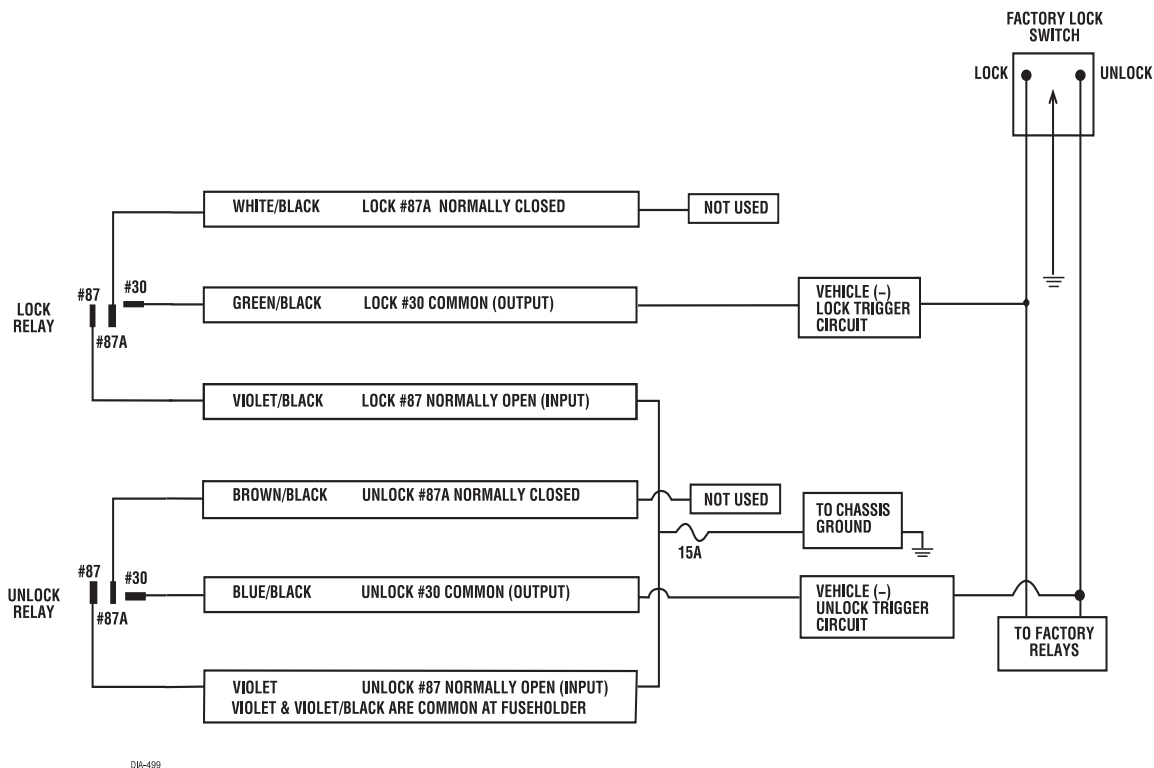 FACTORY LOCK
SWITCH
LOCK
UNLOCK
WHITE/BLACK LOCK #87A NORMALLY CLOSED
NOT USED
#87
#30
LOCK
RELAY
#87A
GREEN/BLACK LOCK #30 COMMON (OUTPUT)
VEHICLE (–)
LOCK TRIGGER
CIRCUIT
VIOLET/BLACK LOCK #87 NORMALLY OPEN (INPUT)
BROWN/BLACK UNLOCK #87A NORMALLY CLOSED
NOT USED
TO CHASSIS
GROUND
15A
#87
#30
UNLOCK
RELAY
#87A
BLUE/BLACK UNLOCK #30 COMMON (OUTPUT)
VEHICLE (–)
UNLOCK TRIGGER
CIRCUIT
TO FACTORY
RELAYS
VIOLET UNLOCK #87 NORMALLY OPEN (INPUT)
VIOLET & VIOLET/BLACK ARE COMMON AT FUSEHOLDER
DIA-499